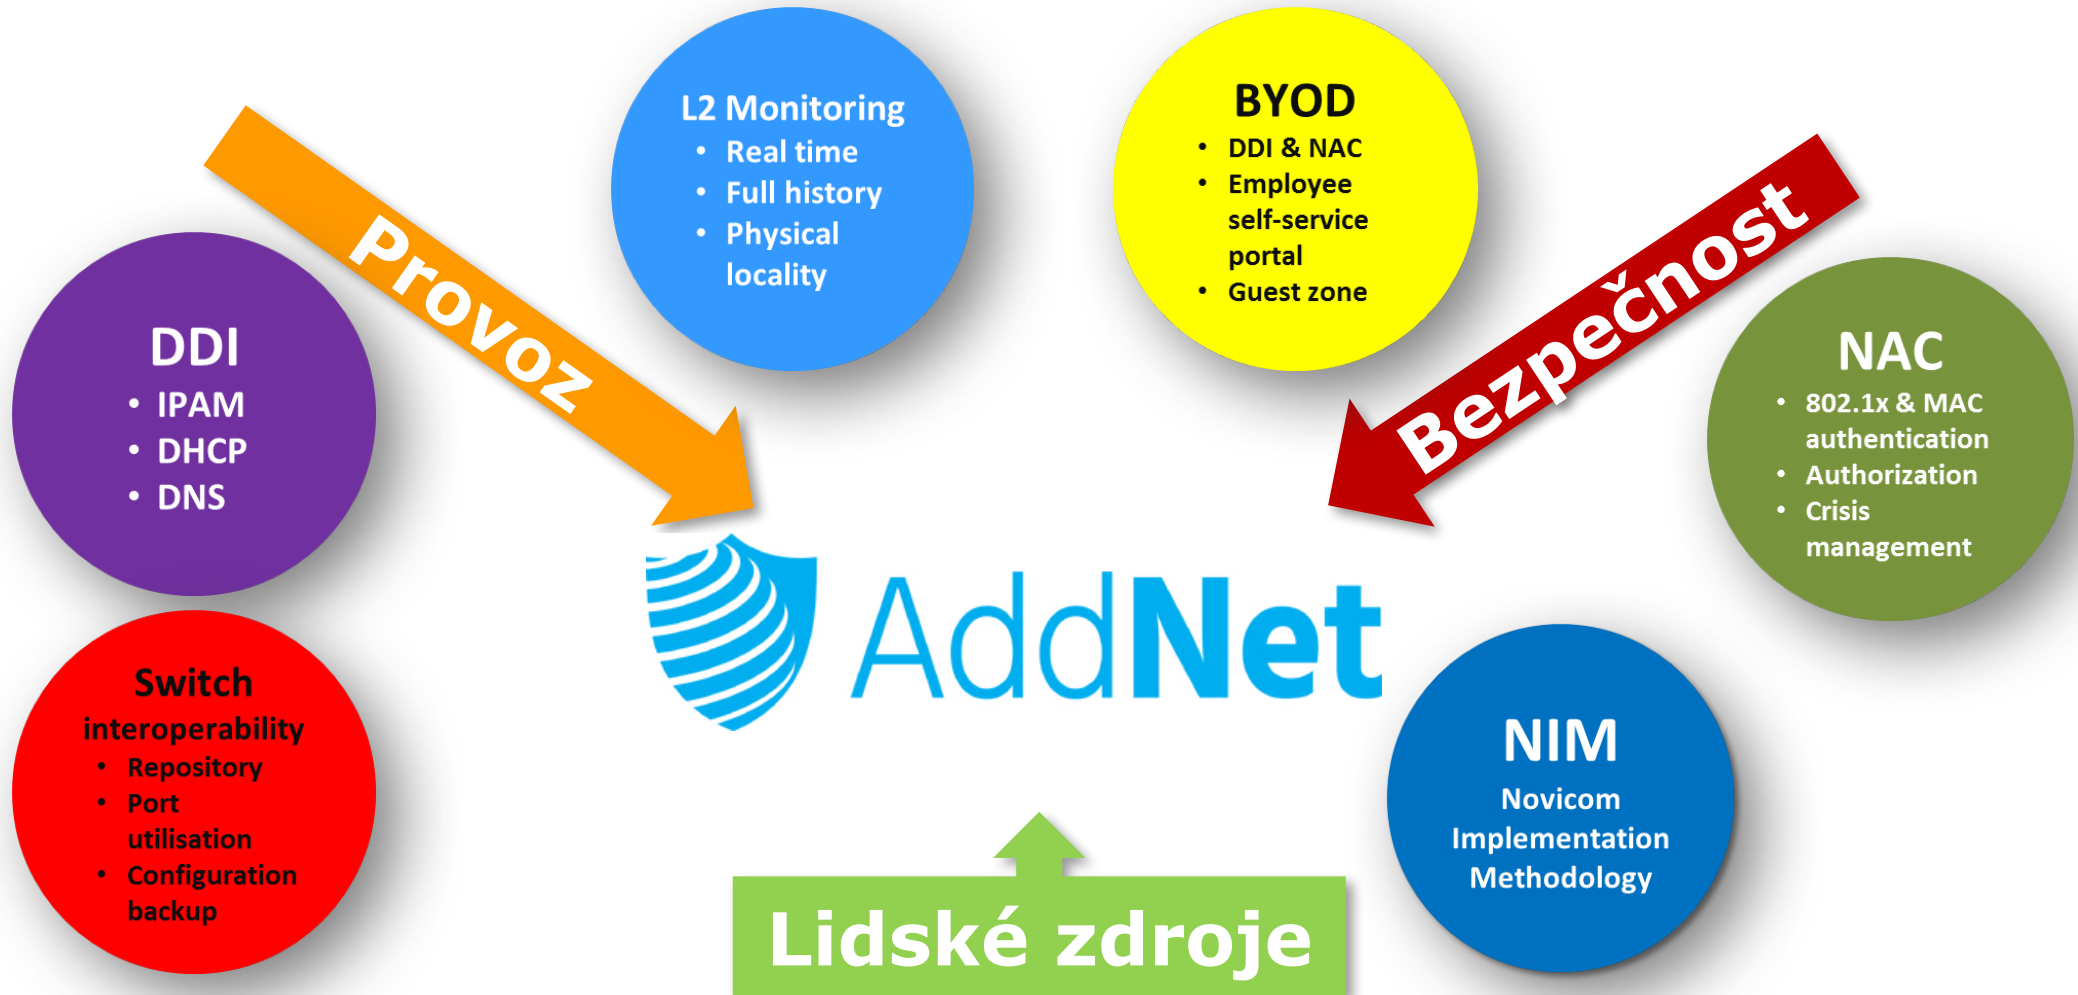 L2 Monitoring
• Real time
• Full history
• Physical
locality
BYOD
• DDI & NAC
• Employee
self-service
portal
• Guest zone
Provoz
Bezpečnost
DDI
• IPAM
• DHCP
• DNS
NAC
• 802.1x & MAC
authentication
• Authorization
• Crisis
management
AddNet
Switch
interoperability
• Repository
• Port
utilisation
• Configuration
backup
NIM
Novicom
Implementation
Methodology
Lidské zdroje